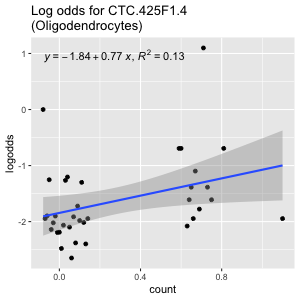 Log odds for CTC.425F1.4
(Oligodendrocytes)
y = −1.84 + 0.77 x, R² = 0.13
1
0
-1
-2
logodds
0.0 0.4 0.8
count